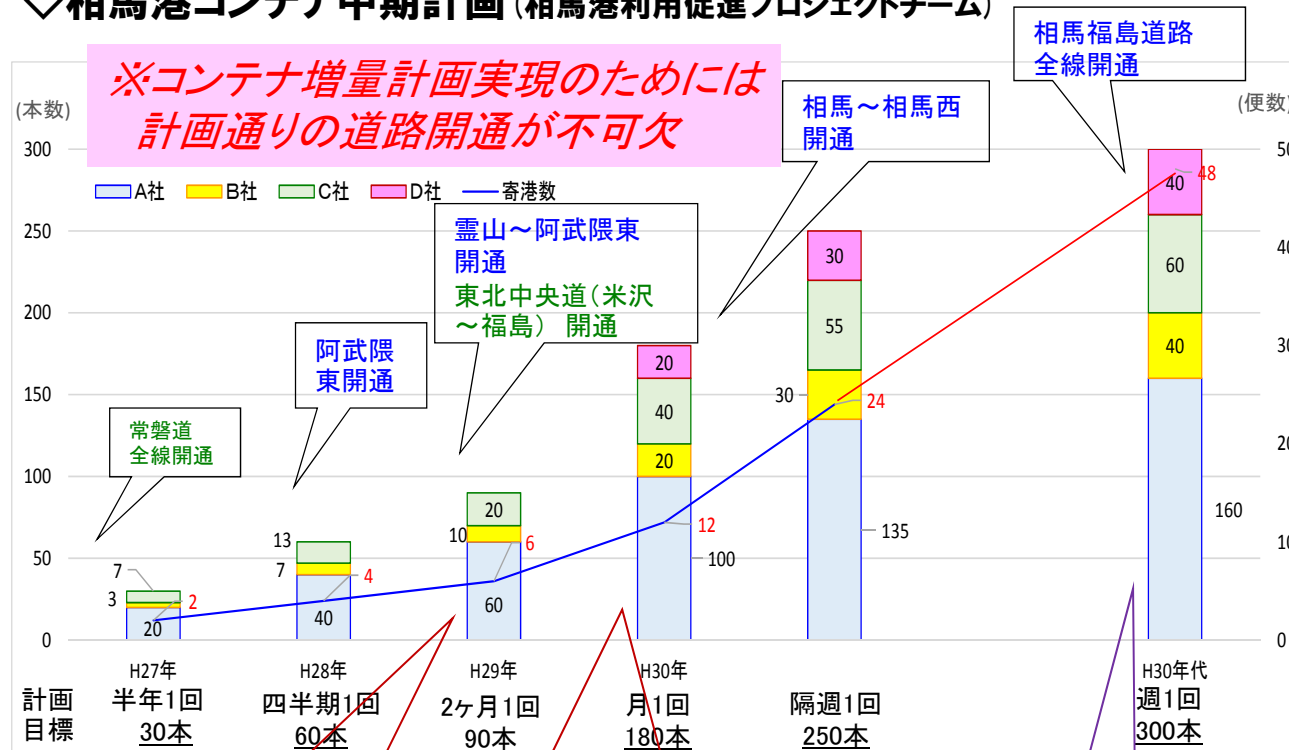 ◇相馬港コンテナ中期計画(相馬港利用促進プロジェクトチーム)
※コンテナ増量計画実現のためには
計画通りの道路開通が不可欠
相馬福島道路
全線開通
相馬～相馬西
開通
霊山～阿武隈東
開通
東北中央道(米沢
～福島) 開通
阿武隈
東開通
常磐道
全線開通
(本数)
(便数)
A社 B社 C社 D社 寄港数
300
250
200
150
100
50
0
0
7
3
20
2
13
7
40
4
20
10
60
6
20
40
20
100
12
30
55
30
135
24
40
60
40
160
48
H27年 H28年 H29年 H30年 H30年代
計画
目標
半年1回 四半期1回 2ヶ月1回 月1回 隔週1回 週1回
30本 60本 90本 180本 250本 300本